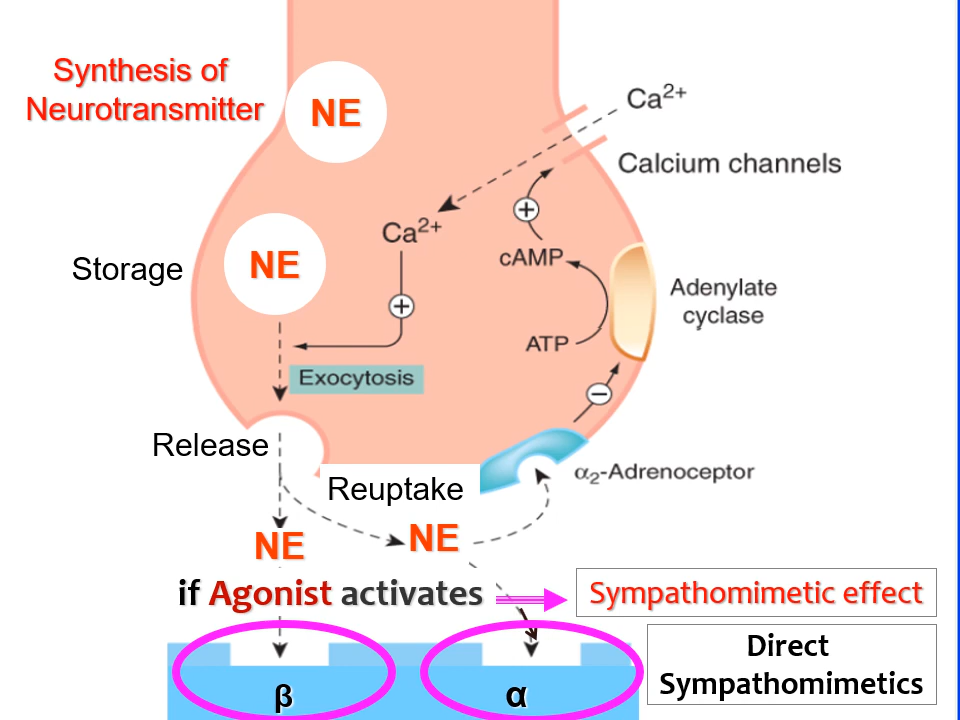 Synthesis of
Neurotransmitter
NE
Ca²⁺
Calcium channels
Ca²⁺
cAMP
Storage
NE
Adenylate
cyclase
ATP
Exocytosis
Release
α₂-Adrenoceptor
Reuptake
NE
NE
if Agonist activates
Sympathomimetic effect
Direct
Sympathomimetics
β
α